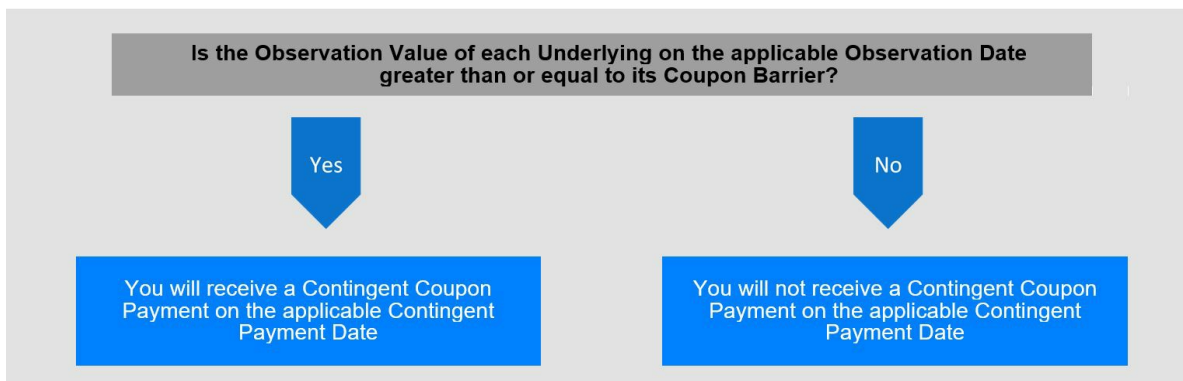 Is the Observation Value of each Underlying on the applicable Observation Date
greater than or equal to its Coupon Barrier?
Yes
No
You will receive a Contingent Coupon
Payment on the applicable Contingent
Payment Date
You will not receive a Contingent Coupon
Payment on the applicable Contingent
Payment Date